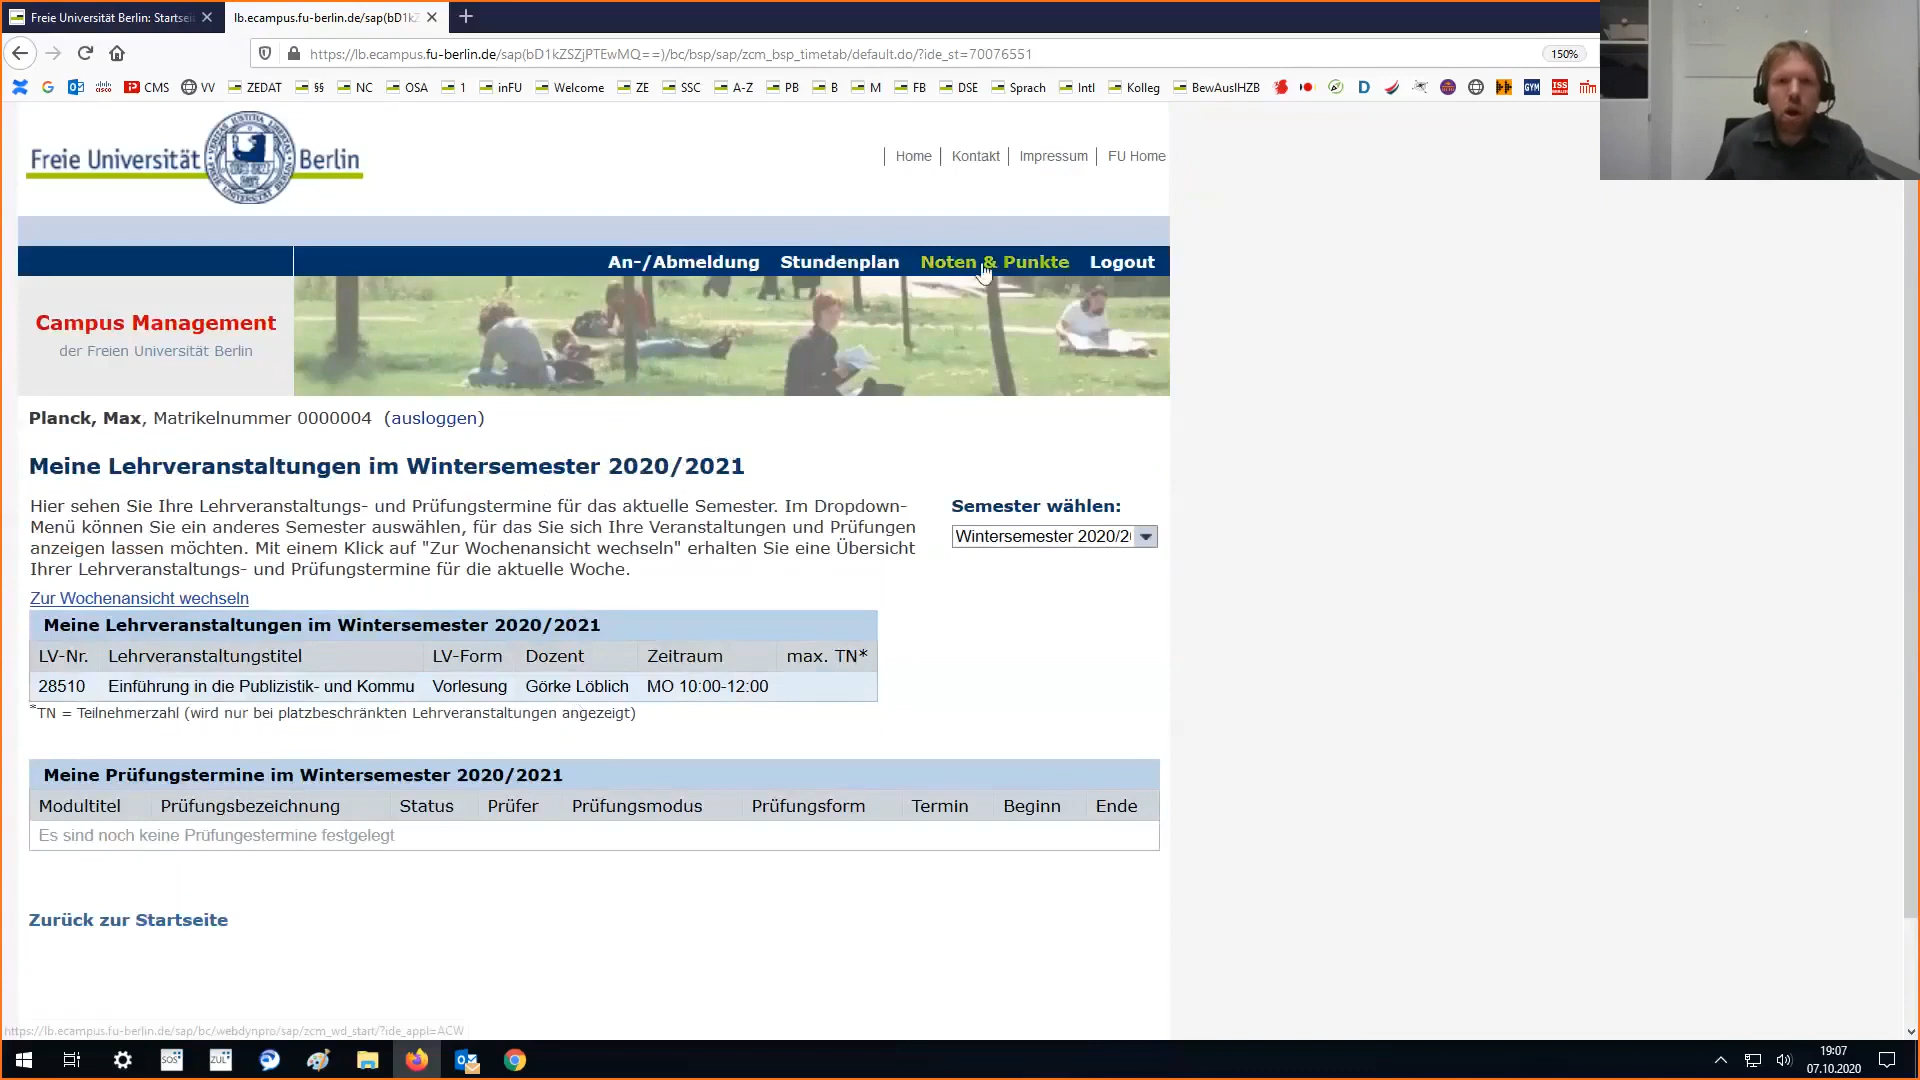 Freie Universität Berlin: Startsei
lb.ecampus.fu-berlin.de/sap(bD1kZ
https://lb.ecampus.fu-berlin.de/sap(bD1kZSZjPTEwMQ==)/bc/bsp/sap/zcm_bsp_timetab/default.do/?ide_st=70076551
150%
CMS VV ZEDAT §§ NC OSA 1 inFU Welcome ZE SSC A-Z PB B M FB DSE Sprach Intl Kolleg BewAuslHZB
Freie Universität Berlin
Home Kontakt Impressum FU Home
An-/Abmeldung Stundenplan Noten & Punkte Logout
Campus Management
der Freien Universität Berlin
Planck, Max, Matrikelnummer 0000004 (ausloggen)
Meine Lehrveranstaltungen im Wintersemester 2020/2021
Hier sehen Sie Ihre Lehrveranstaltungs- und Prüfungstermine für das aktuelle Semester. Im Dropdown-
Menü können Sie ein anderes Semester auswählen, für das Sie sich Ihre Veranstaltungen und Prüfungen
anzeigen lassen möchten. Mit einem Klick auf "Zur Wochenansicht wechseln" erhalten Sie eine Übersicht
Ihrer Lehrveranstaltungs- und Prüfungstermine für die aktuelle Woche.
Semester wählen:
Wintersemester 2020/2
Zur Wochenansicht wechseln
Meine Lehrveranstaltungen im Wintersemester 2020/2021
LV-Nr. Lehrveranstaltungstitel LV-Form Dozent Zeitraum max. TN*
28510 Einführung in die Publizistik- und Kommu Vorlesung Görke Löblich MO 10:00-12:00
*TN = Teilnehmerzahl (wird nur bei platzbeschränkten Lehrveranstaltungen angezeigt)
Meine Prüfungstermine im Wintersemester 2020/2021
Modultitel Prüfungsbezeichnung Status Prüfer Prüfungsmodus Prüfungsform Termin Beginn Ende
Es sind noch keine Prüfungestermine festgelegt
Zurück zur Startseite
https://lb.ecampus.fu-berlin.de/sap/bc/webdynpro/sap/zcm_wd_start/?ide_appl=ACW
SOS ZUL
19:07
07.10.2020